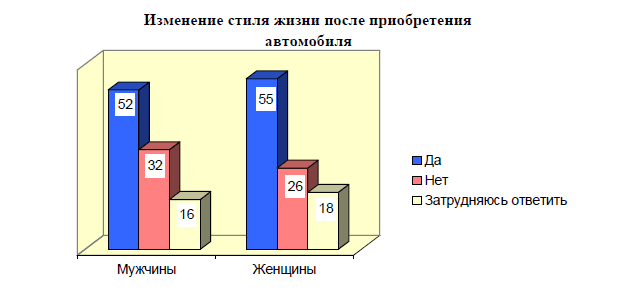 Изменение стиля жизни после приобретения
автомобиля
52
32
16
55
26
18
Да
Нет
Затрудняюсь ответить
Мужчины
Женщины